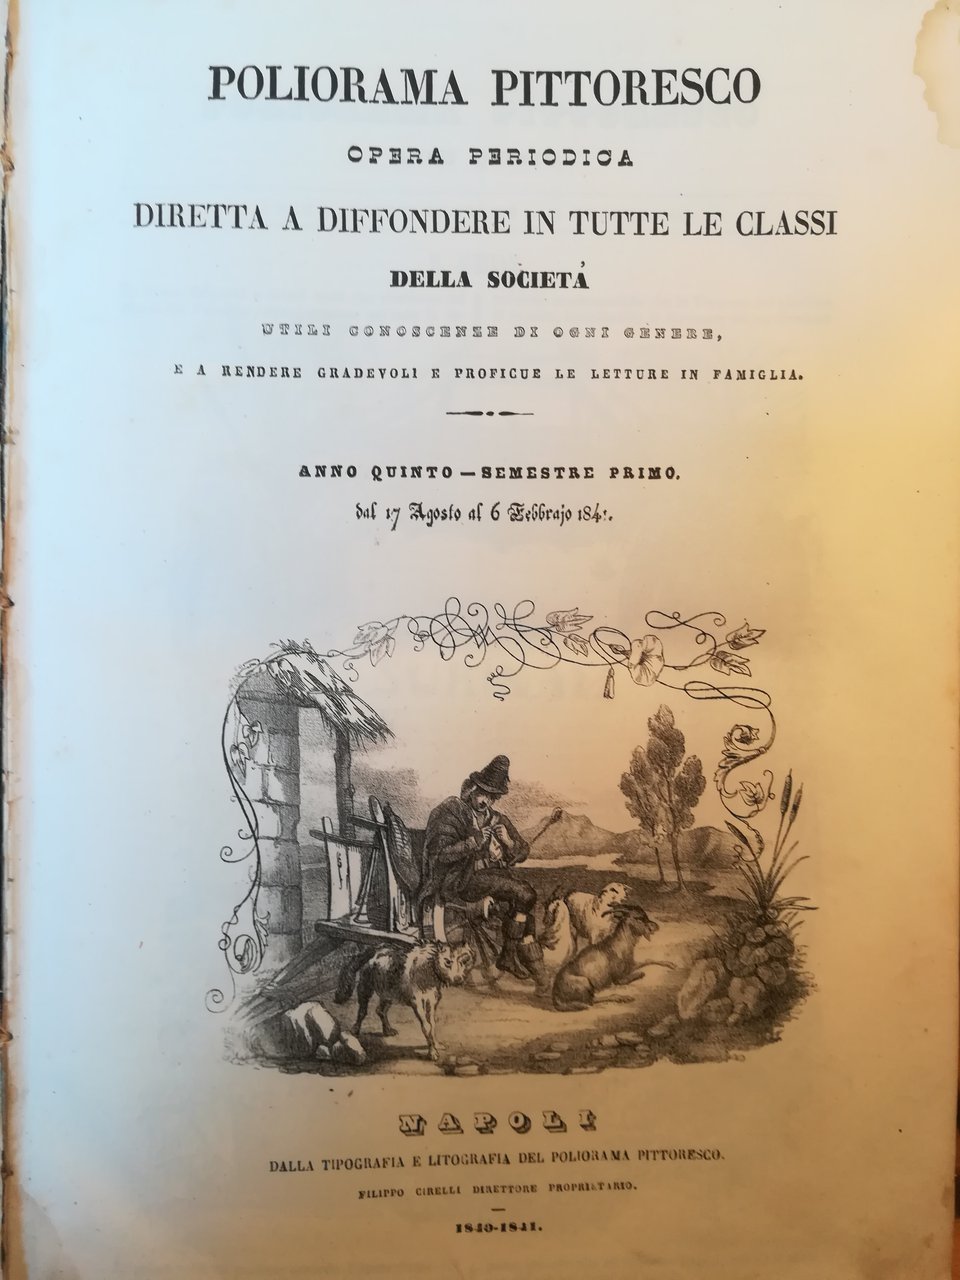 POLIORAMA PITTORESCO
OPERA PERIODICA
DIRETTA A DIFFONDERE IN TUTTE LE CLASSI
DELLA SOCIETÀ
UTILI CONOSCENZE DI OGNI GENERE,
E A RENDERE GRADEVOLI E PROFICUE LE LETTURE IN FAMIGLIA.
ANNO QUINTO — SEMESTRE PRIMO.
dal 17 Agosto al 6 Febbrajo 1841.
NAPOLI
DALLA TIPOGRAFIA E LITOGRAFIA DEL POLIORAMA PITTORESCO.
FILIPPO CIRELLI DIRETTORE PROPRIETARIO.
1840-1841.